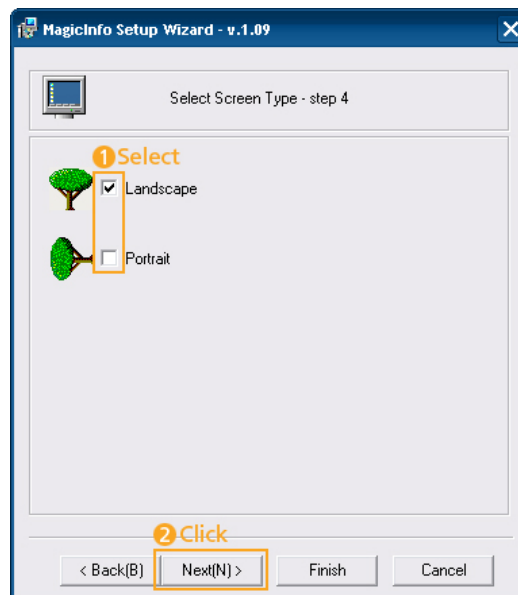 MagicInfo Setup Wizard - v.1.09
Select Screen Type - step 4
1 Select
Landscape
Portrait
2 Click
< Back(B) Next(N) > Finish Cancel